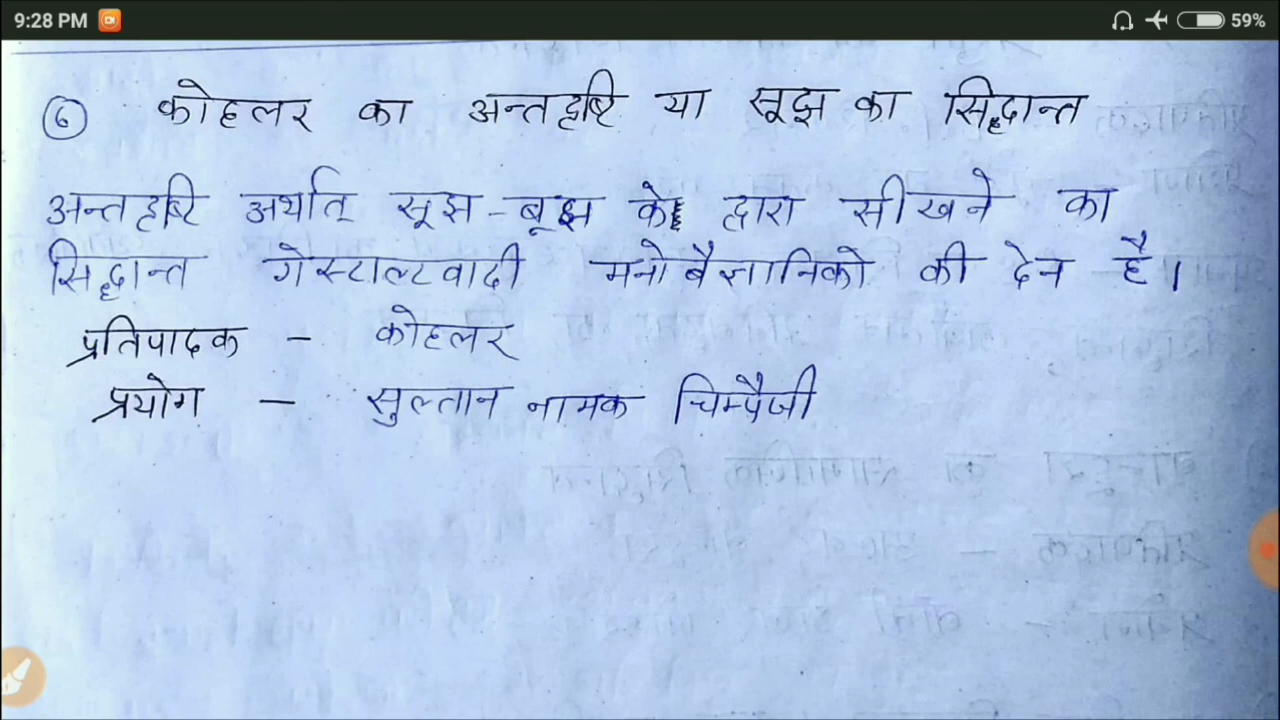 9:28 PM 59%
⑥ कोहलर का अन्तदृष्टि या सूझ का सिद्धान्त
अन्तदृष्टि अर्थात् सूझ-बूझ के द्वारा सीखने का
सिद्धान्त गेस्टाल्टवादी मनोबैज्ञानिको की देन है।
प्रतिपादक - कोहलर
प्रयोग - सुल्तान नामक चिम्पैजी